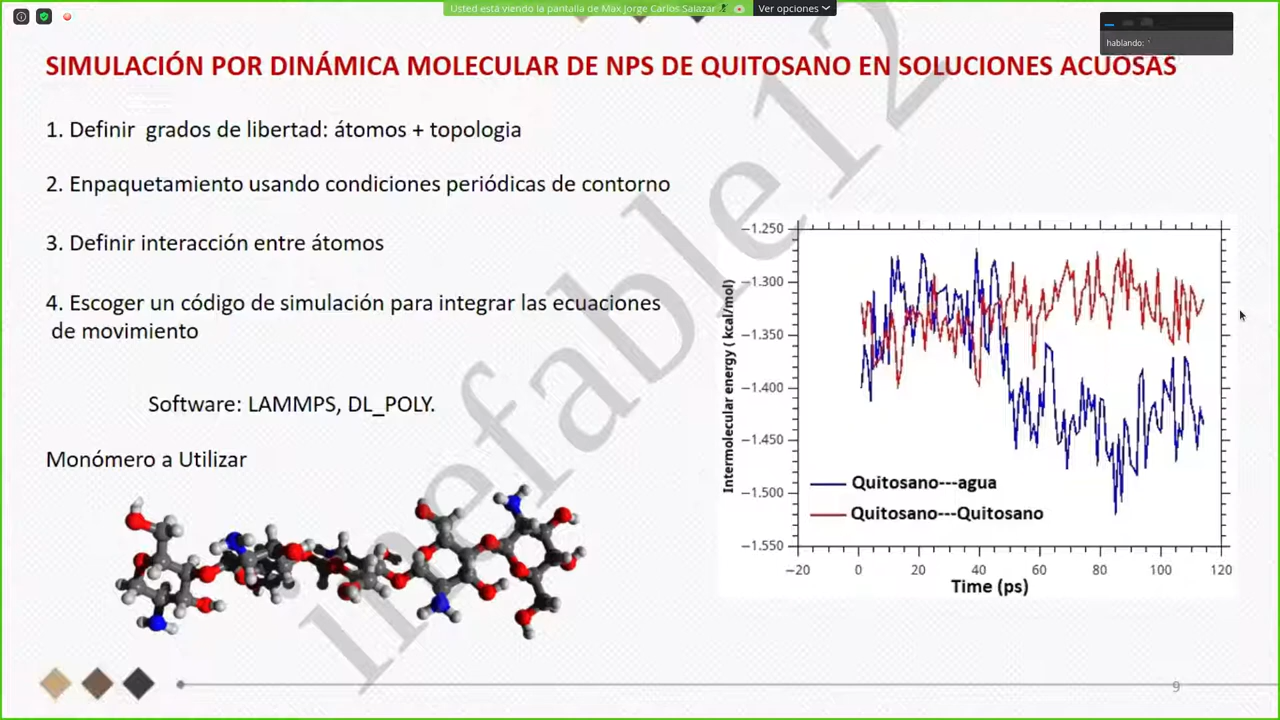 Usted está viendo la pantalla de Max Jorge Carlos Salazar
Ver opciones
hablando:
SIMULACIÓN POR DINÁMICA MOLECULAR DE NPS DE QUITOSANO EN SOLUCIONES ACUOSAS
1. Definir grados de libertad: átomos + topologia
2. Enpaquetamiento usando condiciones periódicas de contorno
3. Definir interacción entre átomos
4. Escoger un código de simulación para integrar las ecuaciones
de movimiento
Software: LAMMPS, DL_POLY.
Monómero a Utilizar
Intermolecular energy ( kcal/mol)
−1.250
−1.300
−1.350
−1.400
−1.450
−1.500
−1.550
Quitosano---agua
Quitosano---Quitosano
−20 0 20 40 60 80 100 120
Time (ps)
inefable12
9